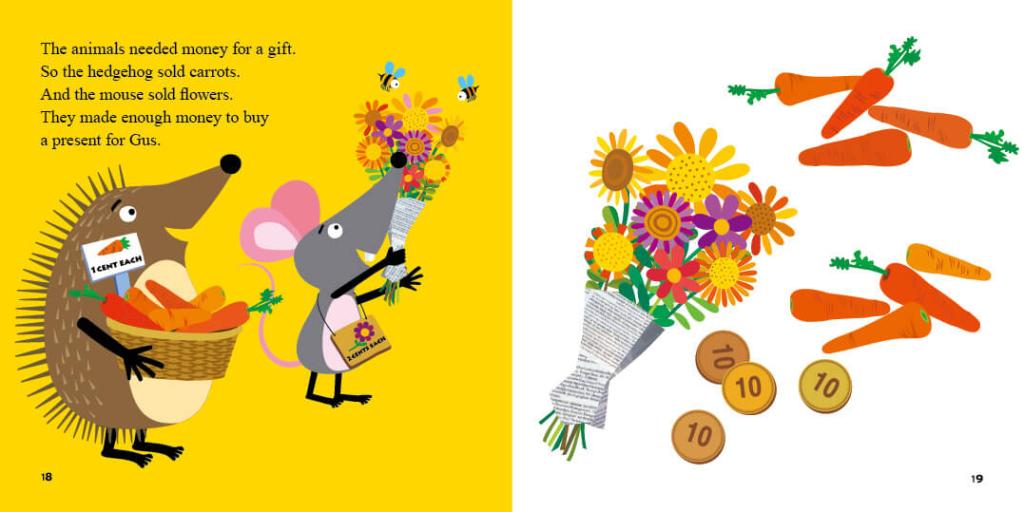 The animals needed money for a gift.
So the hedgehog sold carrots.
And the mouse sold flowers.
They made enough money to buy
a present for Gus.
1 CENT EACH
2 CENTS EACH
10
10
10
10
18
19